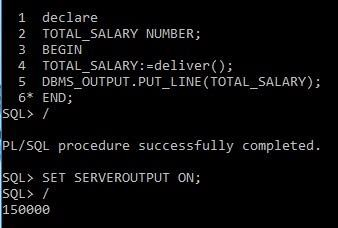 1 declare
2 TOTAL_SALARY NUMBER;
3 BEGIN
4 TOTAL_SALARY:=deliver();
5 DBMS_OUTPUT.PUT_LINE(TOTAL_SALARY);
6* END;
SQL> /
PL/SQL procedure successfully completed.
SQL> SET SERVEROUTPUT ON;
SQL> /
150000